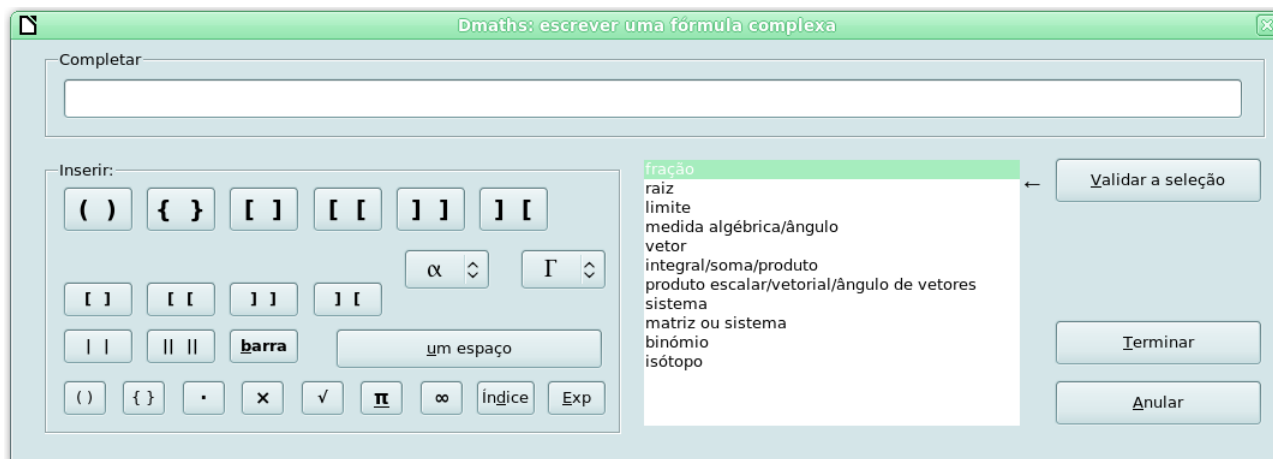 Dmaths: escrever uma fórmula complexa
Completar
Inserir:
( ) { } [ ] [ [ ] ] ] [
α Γ
[ ] [ [ ] ] ] [
| | || || barra um espaço
( ) { } · × √ π ∞ Índice Exp
fração
raiz
limite
medida algébrica/ângulo
vetor
integral/soma/produto
produto escalar/vetorial/ângulo de vetores
sistema
matriz ou sistema
binómio
isótopo
← Validar a seleção
Terminar
Anular